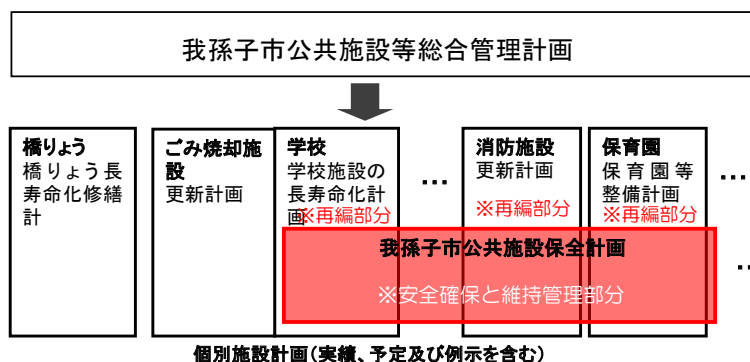 我孫子市公共施設等総合管理計画
橋りょう
橋りょう長
寿命化修繕
計
ごみ焼却施
設
更新計画
学校
学校施設の
長寿命化計
画
※再編部分
…
消防施設
更新計画
※再編部分
保育園
保育園等
整備計画
※再編部分
…
我孫子市公共施設保全計画
※安全確保と維持管理部分
…
個別施設計画(実績、予定及び例示を含む)